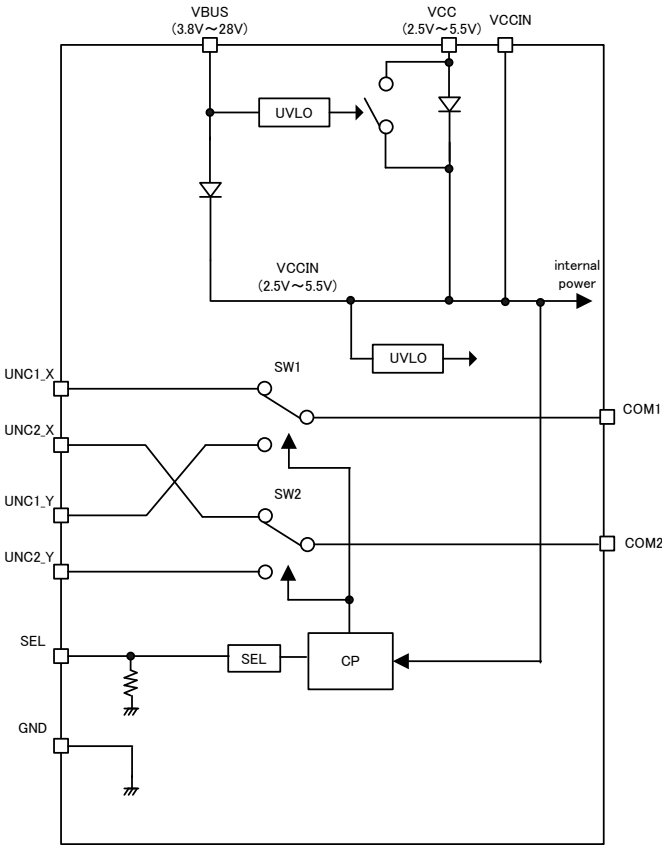 VBUS
(3.8V～28V)
VCC
(2.5V～5.5V)
VCCIN
UVLO
VCCIN
(2.5V～5.5V)
internal
power
UVLO
UNC1_X
SW1
COM1
UNC2_X
UNC1_Y
SW2
COM2
UNC2_Y
SEL
SEL
CP
GND